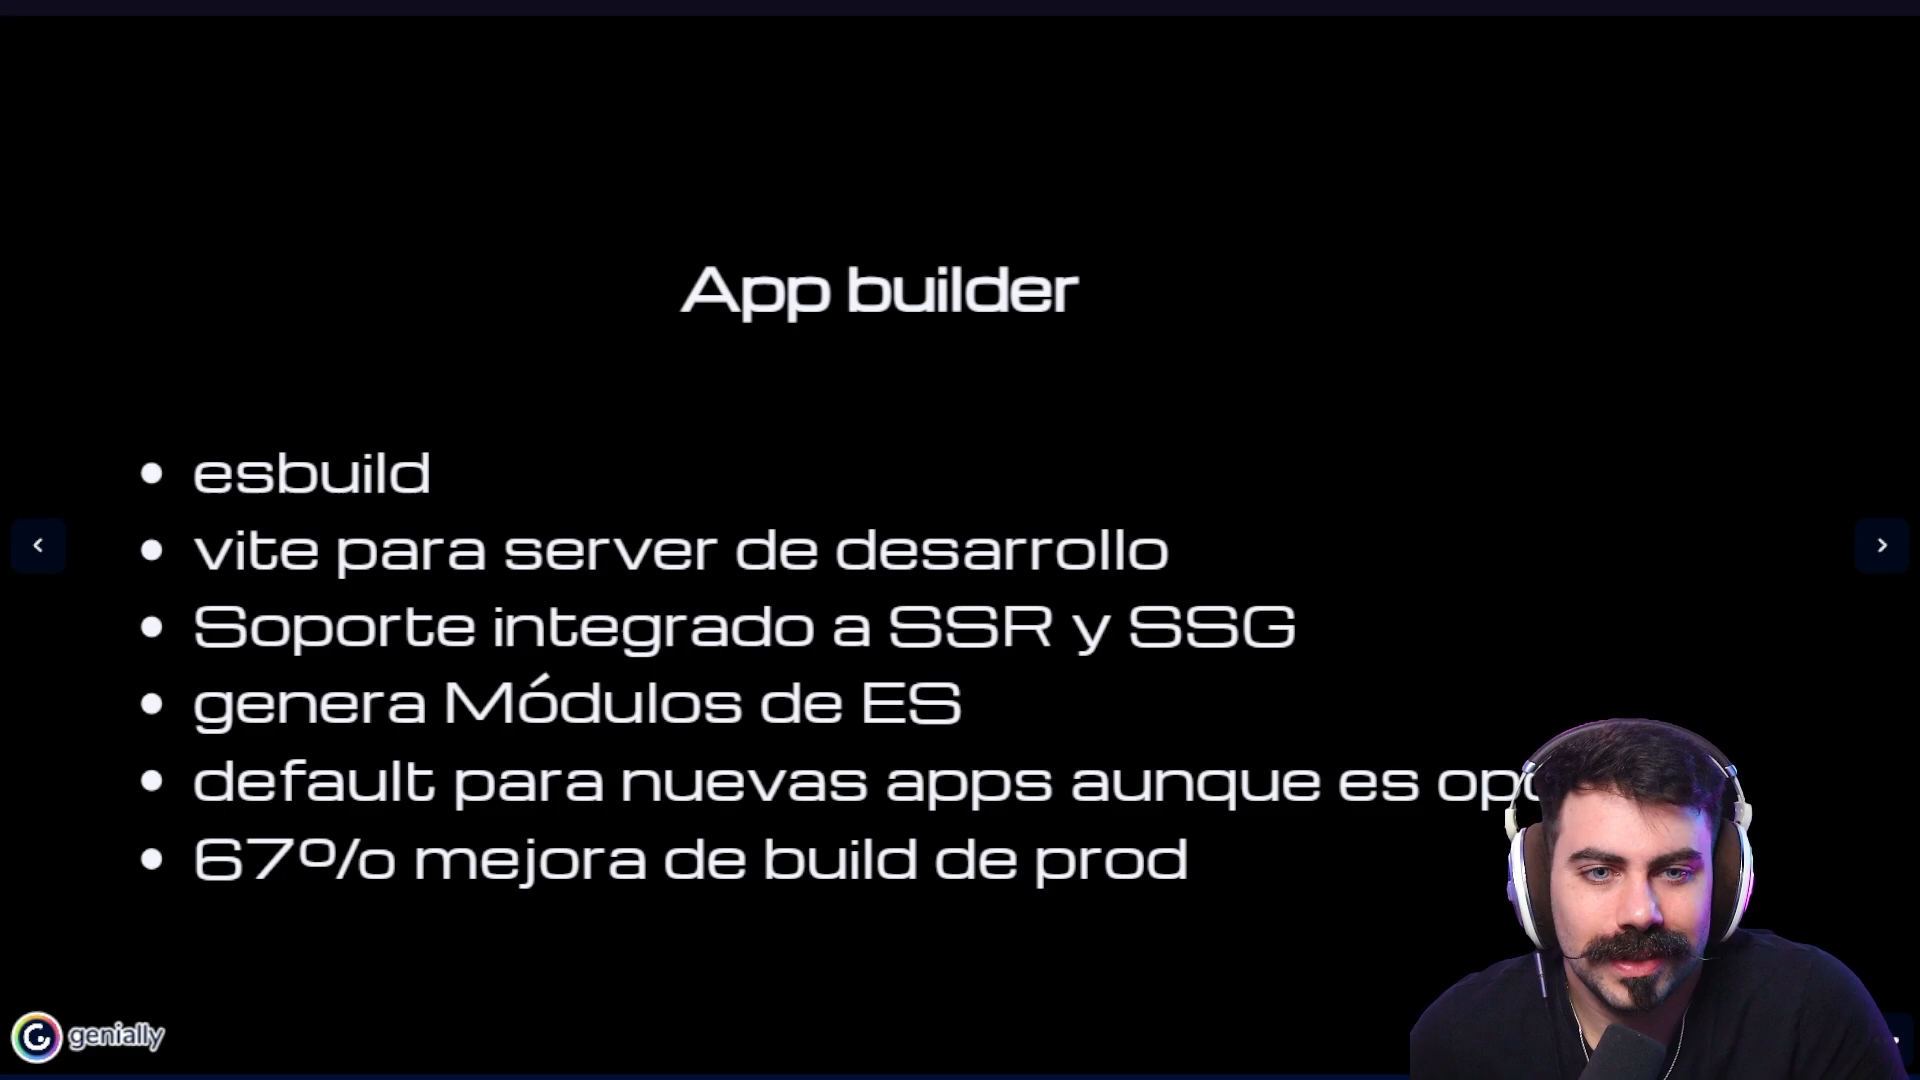 App builder
• esbuild
• vite para server de desarrollo
• Soporte integrado a SSR y SSG
• genera Módulos de ES
• default para nuevas apps aunque es
• 67% mejora de build de prod
genially